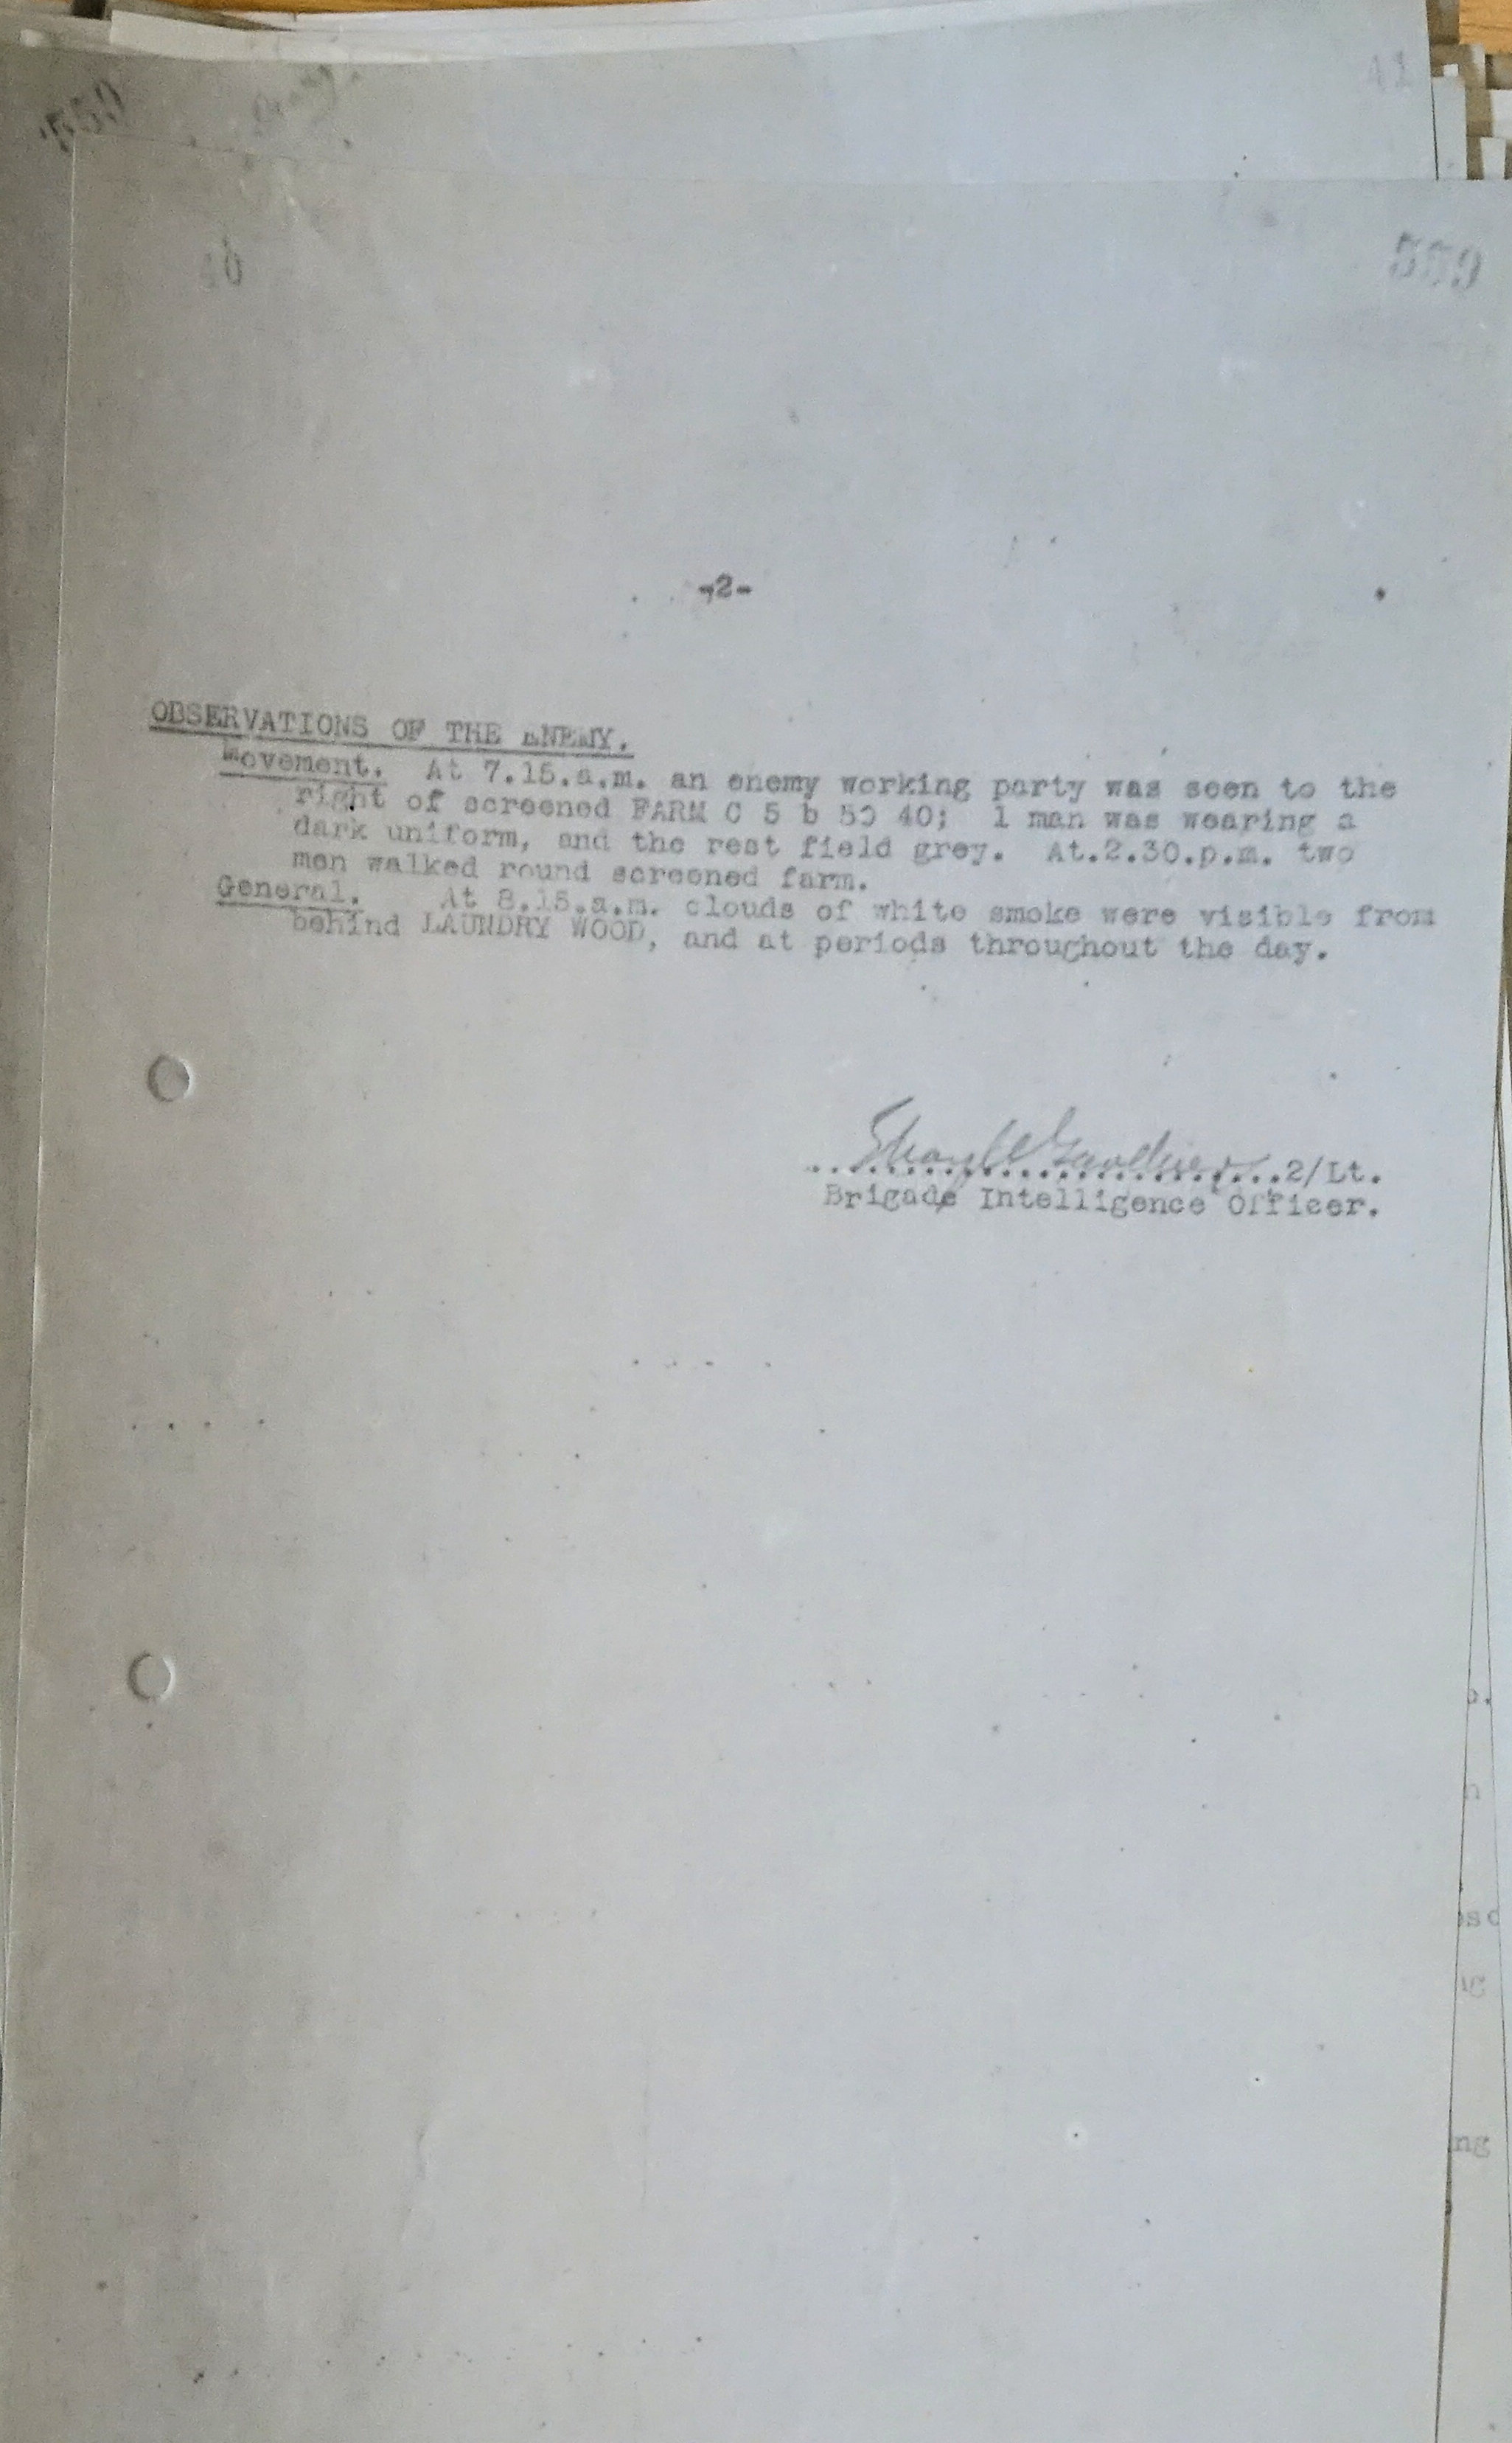 41
40
559
-2-
OBSERVATIONS OF THE ENEMY.
Movement. At 7.15.a.m. an enemy working party was seen to the
right of screened FARM C 5 b 50 40; 1 man was wearing a
dark uniform, and the rest field grey. At.2.30.p.m. two
men walked round screened farm.
General. At 8.15.a.m. clouds of white smoke were visible from
behind LAUNDRY WOOD, and at periods throughout the day.
2/Lt.
Brigade Intelligence Officer.